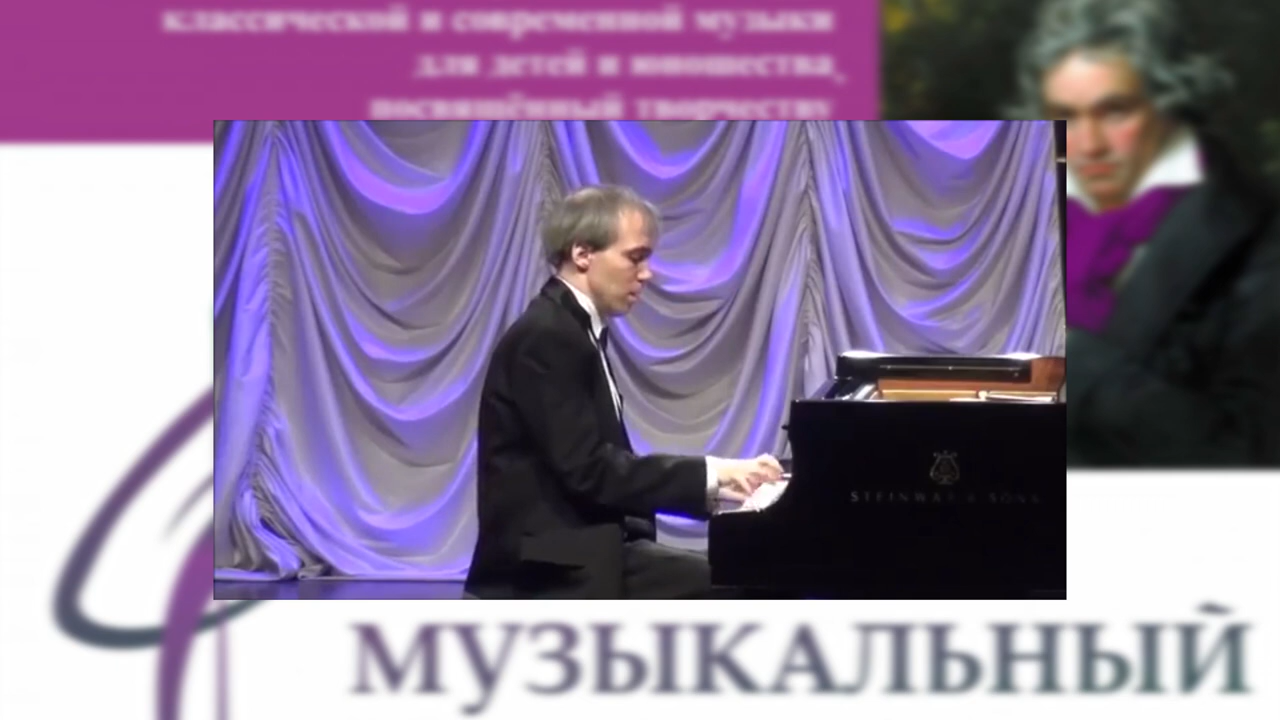 классической и современной музыки
для детей и юношества,
посвящённый творчеству
STEINWAY & SONS
МУЗЫКАЛЬНЫЙ